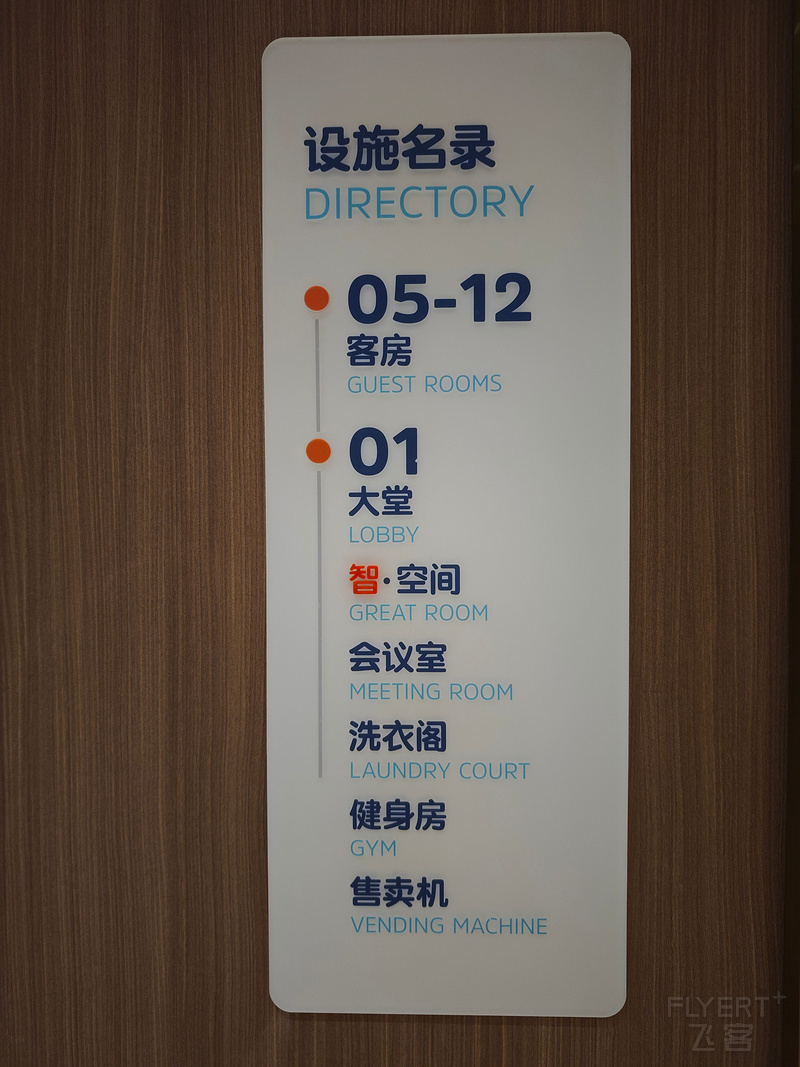 设施名录
DIRECTORY
05-12
客房
GUEST ROOMS
01
大堂
LOBBY
智·空间
GREAT ROOM
会议室
MEETING ROOM
洗衣阁
LAUNDRY COURT
健身房
GYM
售卖机
VENDING MACHINE
FLYERT+
飞客